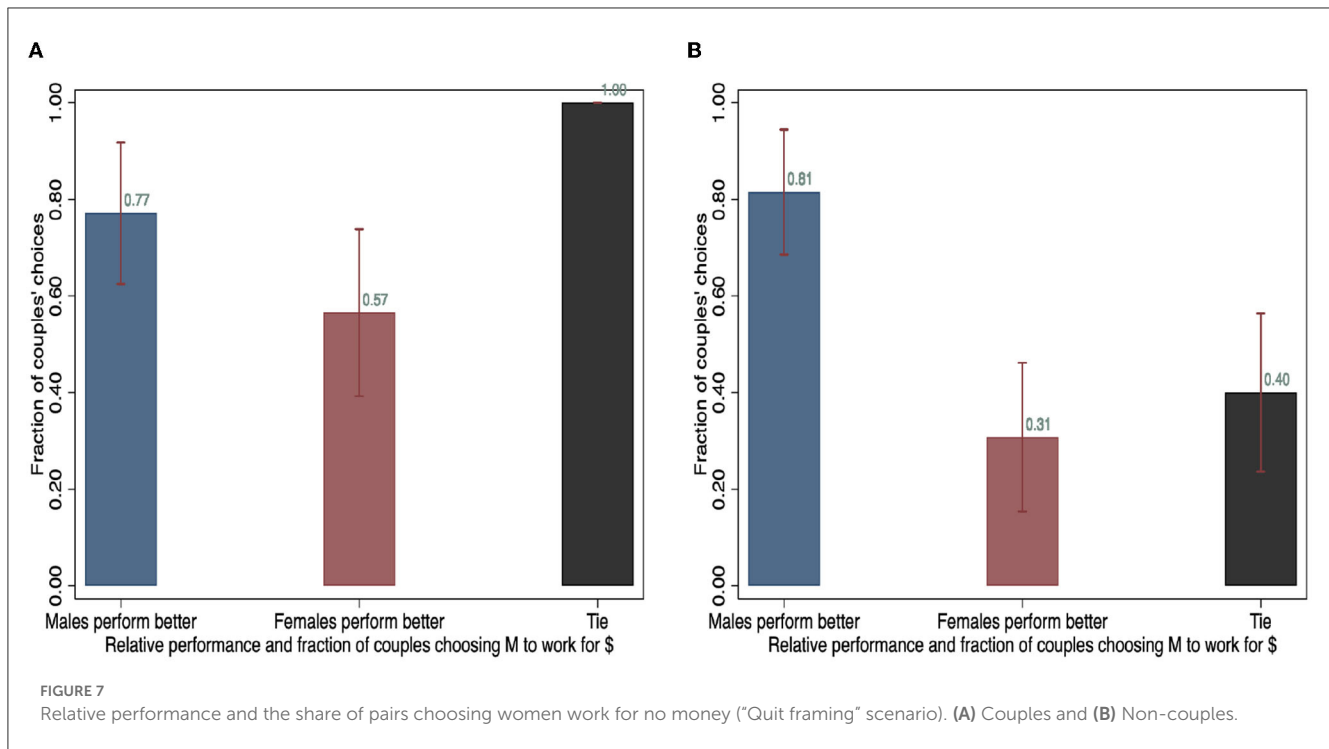 A
Fraction of couples' choices
0.00 0.20 0.40 0.60 0.80 1.00
0.77
0.57
1.00
Males perform better Females perform better Tie
Relative performance and fraction of couples choosing M to work for $
B
Fraction of couples' choices
0.00 0.20 0.40 0.60 0.80 1.00
0.81
0.31
0.40
Males perform better Females perform better Tie
Relative performance and fraction of couples choosing M to work for $
FIGURE 7
Relative performance and the share of pairs choosing women work for no money (“Quit framing” scenario). (A) Couples and (B) Non-couples.